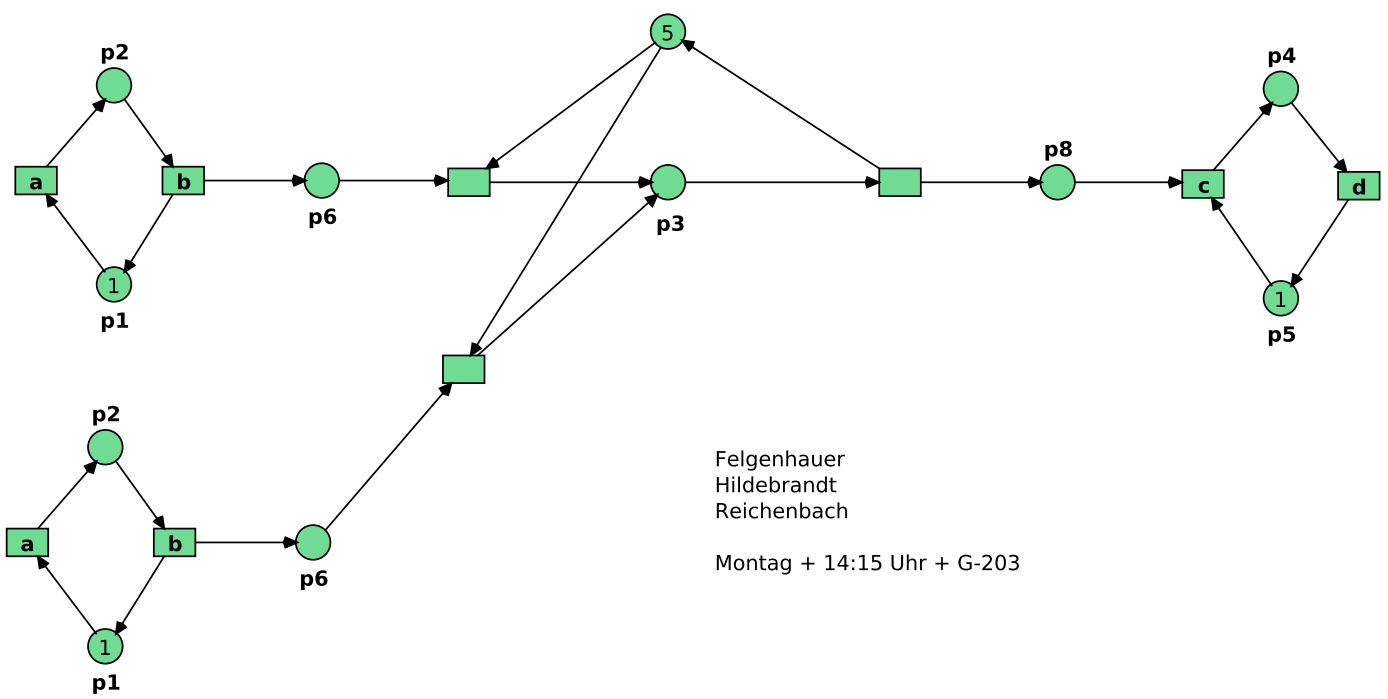 5
p2
p4
p8
a
b
c
d
p6
p3
1
1
p1
p5
p2
a
b
p6
1
p1
Felgenhauer
Hildebrandt
Reichenbach
Montag + 14:15 Uhr + G-203